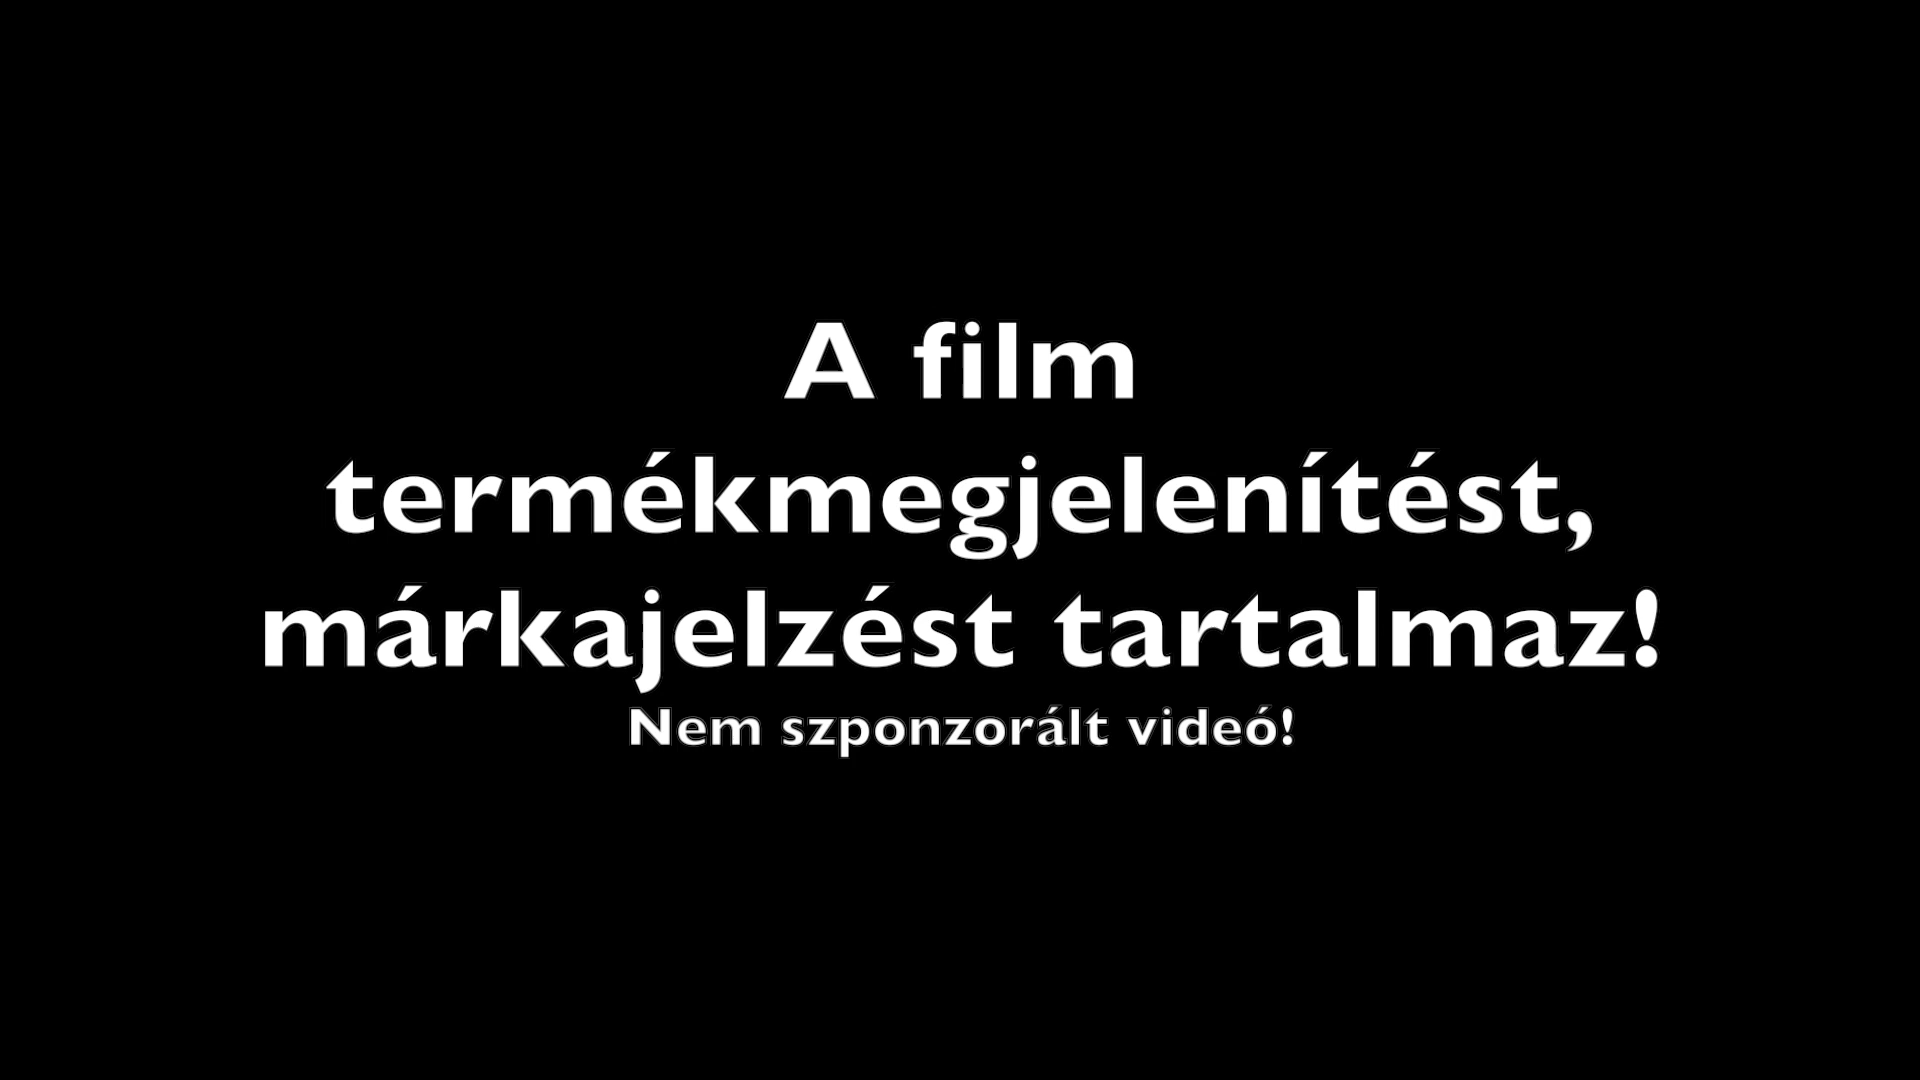 A film
termékmegjelenítést,
márkajelzést tartalmaz!
Nem szponzorált videó!